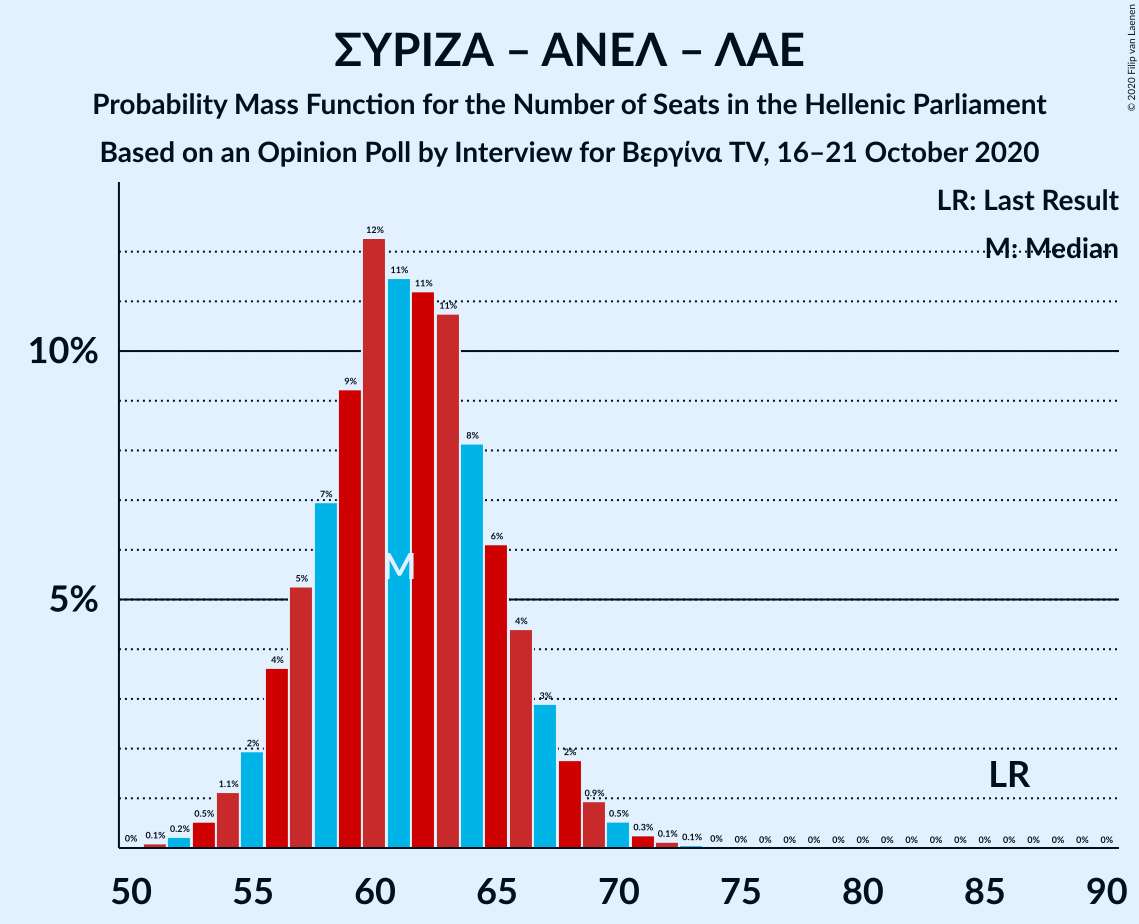 ΣΥΡΙΖΑ – ΑΝΕΛ – ΛΑΕ
Probability Mass Function for the Number of Seats in the Hellenic Parliament
Based on an Opinion Poll by Interview for Βεργίνα TV, 16–21 October 2020
© 2020 Filip van Laenen
LR: Last Result
M: Median
10%
5%
0% 0.1% 0.2% 0.5% 1.1% 2% 4% 5% 7% 9% 12% 11% 11% 11% 8% 6% 4% 3% 2% 0.9% 0.5% 0.3% 0.1% 0.1% 0% 0% 0% 0% 0% 0% 0% 0% 0% 0% 0% 0% 0% 0% 0% 0% 0%
M
LR
50 55 60 65 70 75 80 85 90